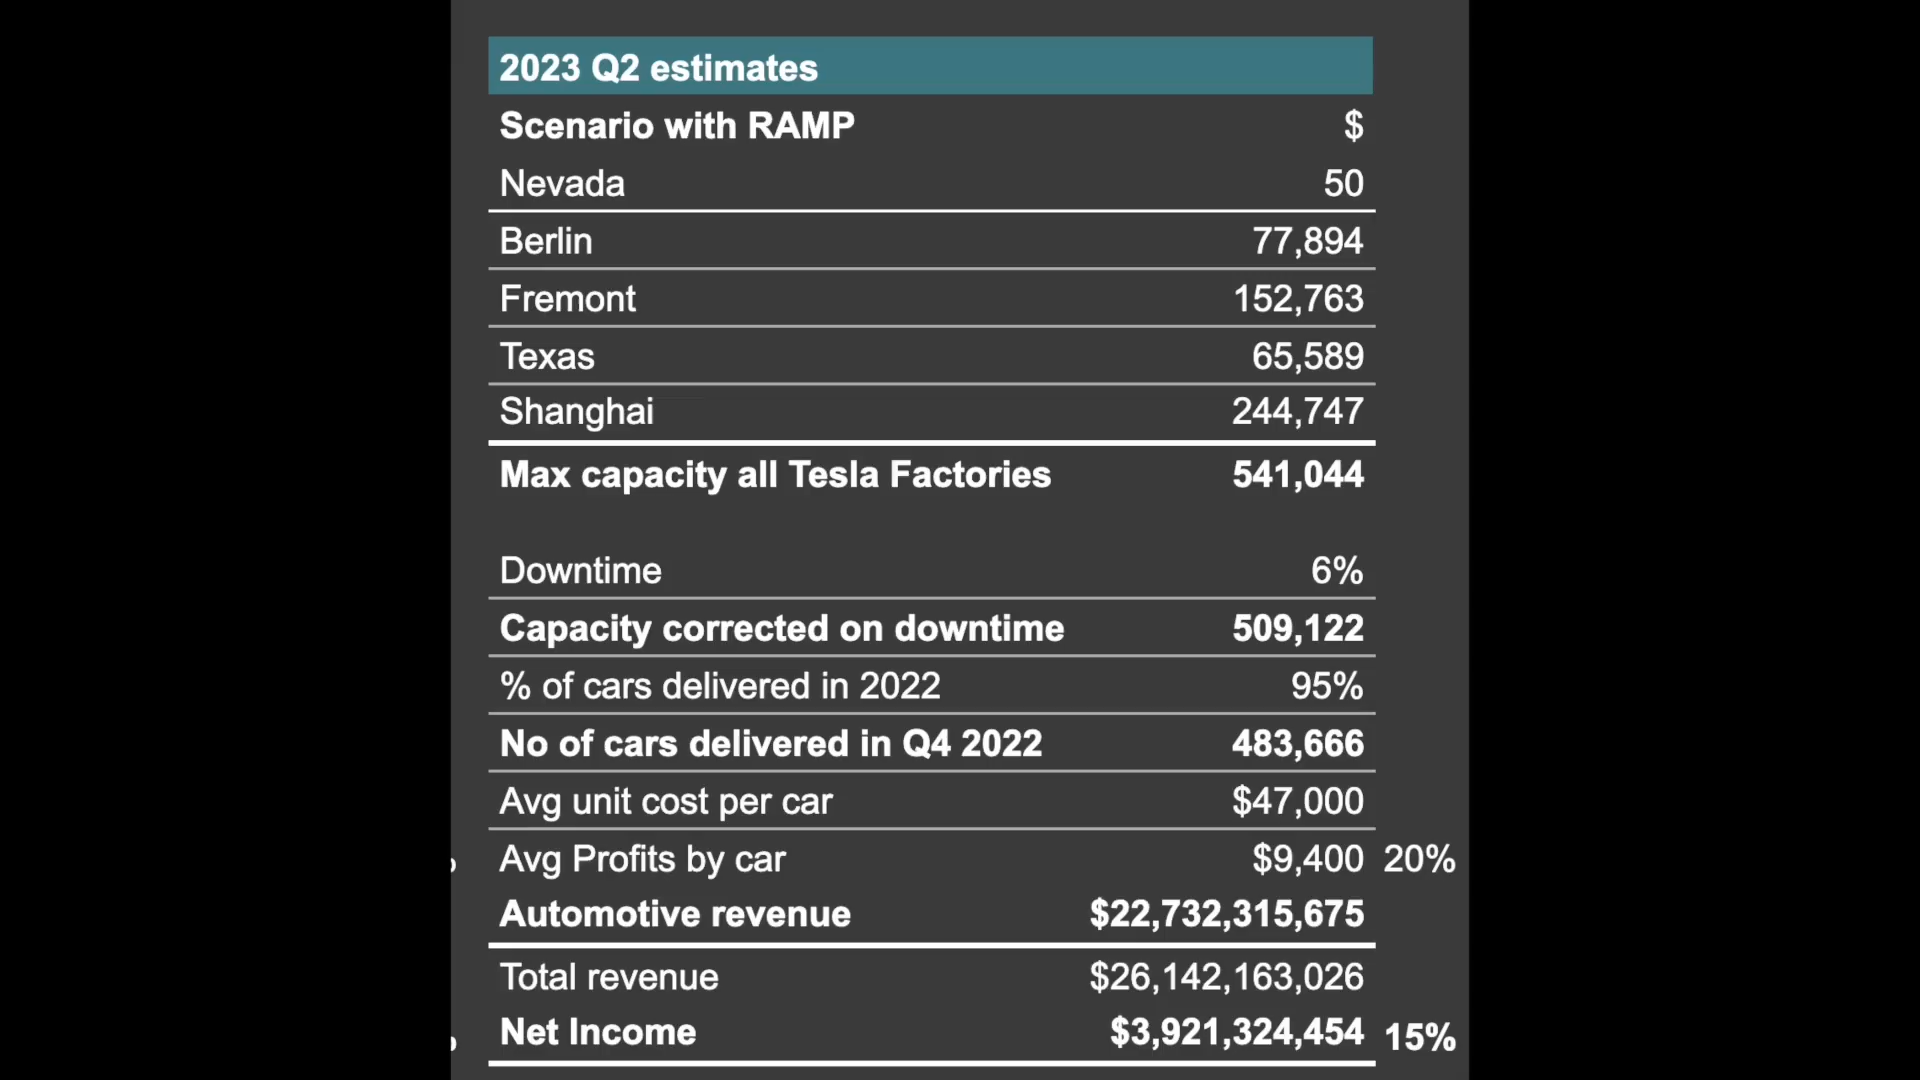 2023 Q2 estimates
Scenario with RAMP $
Nevada 50
Berlin 77,894
Fremont 152,763
Texas 65,589
Shanghai 244,747
Max capacity all Tesla Factories 541,044
Downtime 6%
Capacity corrected on downtime 509,122
% of cars delivered in 2022 95%
No of cars delivered in Q4 2022 483,666
Avg unit cost per car $47,000
Avg Profits by car $9,400 20%
Automotive revenue $22,732,315,675
Total revenue $26,142,163,026
Net Income $3,921,324,454 15%